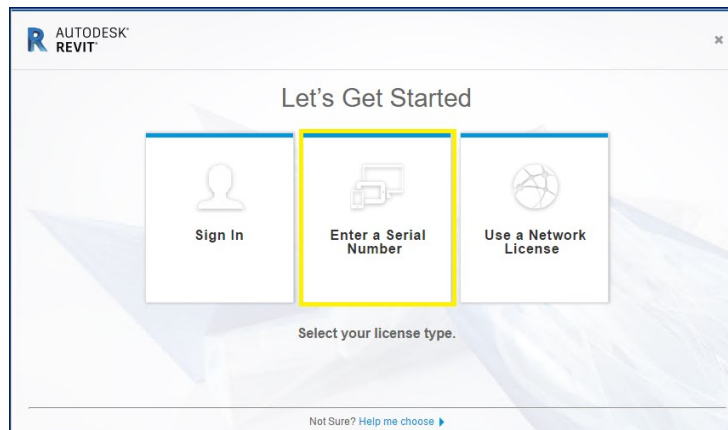 AUTODESK®
REVIT®
Let's Get Started
Sign In
Enter a Serial
Number
Use a Network
License
Select your license type.
Not Sure? Help me choose